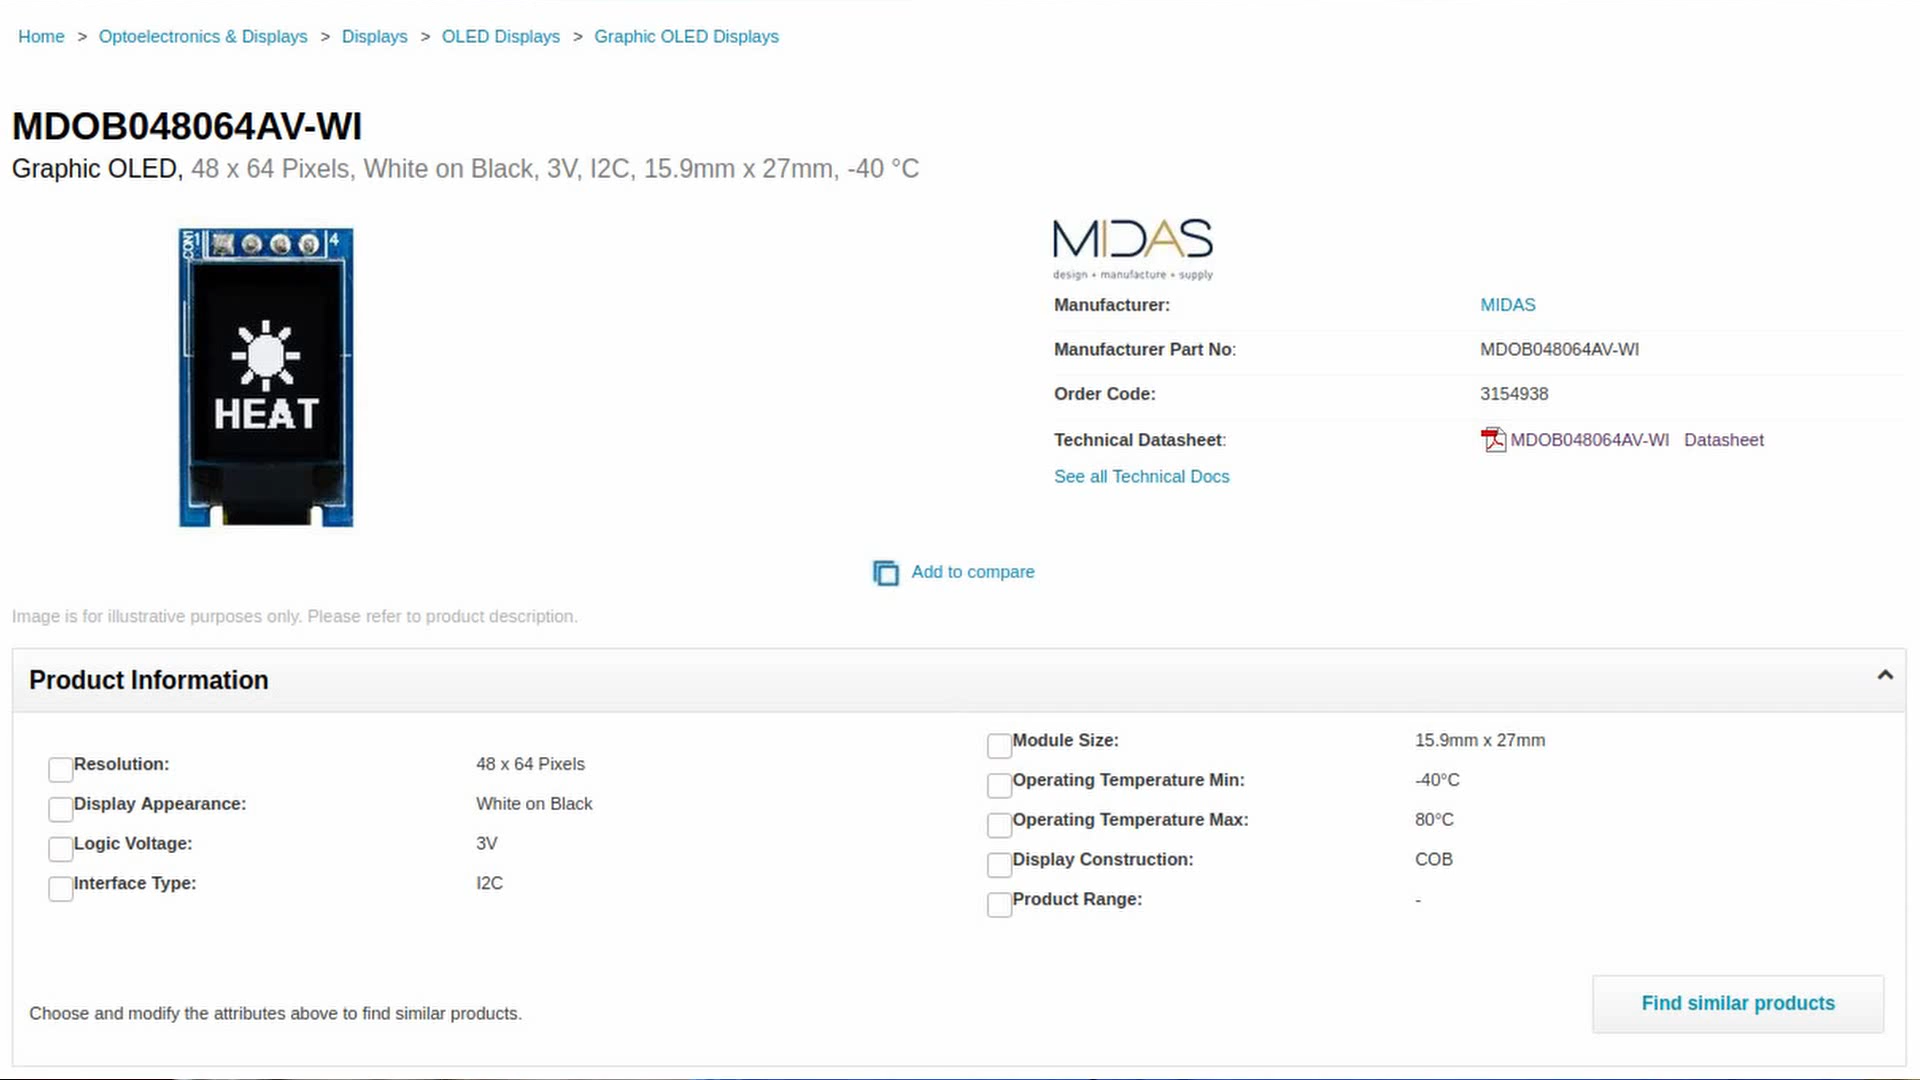 Home > Optoelectronics & Displays > Displays > OLED Displays > Graphic OLED Displays
MDOB048064AV-WI
Graphic OLED, 48 x 64 Pixels, White on Black, 3V, I2C, 15.9mm x 27mm, -40 °C
CON1 1 4
HEAT
MIDAS
design • manufacture • supply
Manufacturer: MIDAS
Manufacturer Part No: MDOB048064AV-WI
Order Code: 3154938
Technical Datasheet: MDOB048064AV-WI Datasheet
See all Technical Docs
Add to compare
Image is for illustrative purposes only. Please refer to product description.
Product Information
Resolution: 48 x 64 Pixels
Display Appearance: White on Black
Logic Voltage: 3V
Interface Type: I2C
Module Size: 15.9mm x 27mm
Operating Temperature Min: -40°C
Operating Temperature Max: 80°C
Display Construction: COB
Product Range: -
Choose and modify the attributes above to find similar products.
Find similar products